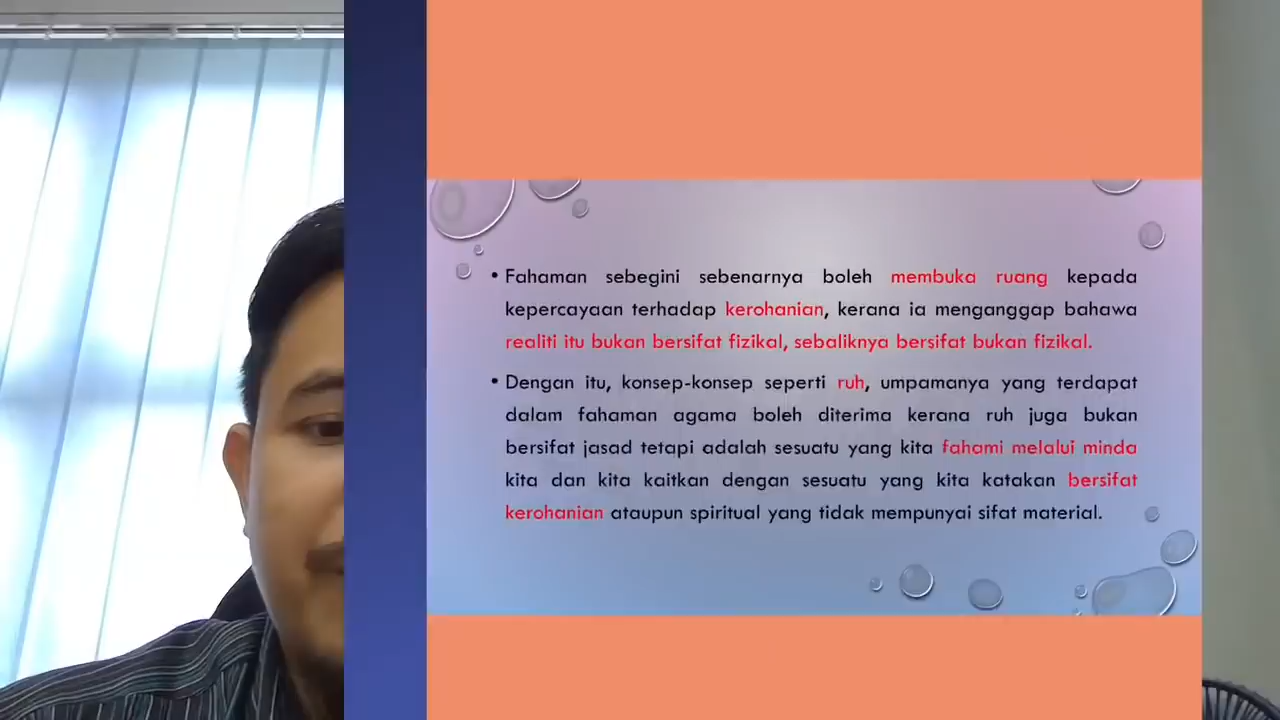 • Fahaman sebegini sebenarnya boleh membuka ruang kepada
kepercayaan terhadap kerohanian, kerana ia menganggap bahawa
realiti itu bukan bersifat fizikal, sebaliknya bersifat bukan fizikal.
• Dengan itu, konsep-konsep seperti ruh, umpamanya yang terdapat
dalam fahaman agama boleh diterima kerana ruh juga bukan
bersifat jasad tetapi adalah sesuatu yang kita fahami melalui minda
kita dan kita kaitkan dengan sesuatu yang kita katakan bersifat
kerohanian ataupun spiritual yang tidak mempunyai sifat material.